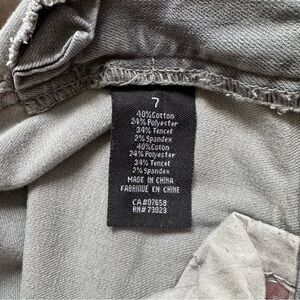 7
40%Cotton
24% Polyester
34% Tencel
2% Spandex
40%Coton
24% Polyester
34% Tencel
2% Spandex
MADE IN CHINA
FABRIQUE EN CHINE
CA#07658
RN#73023